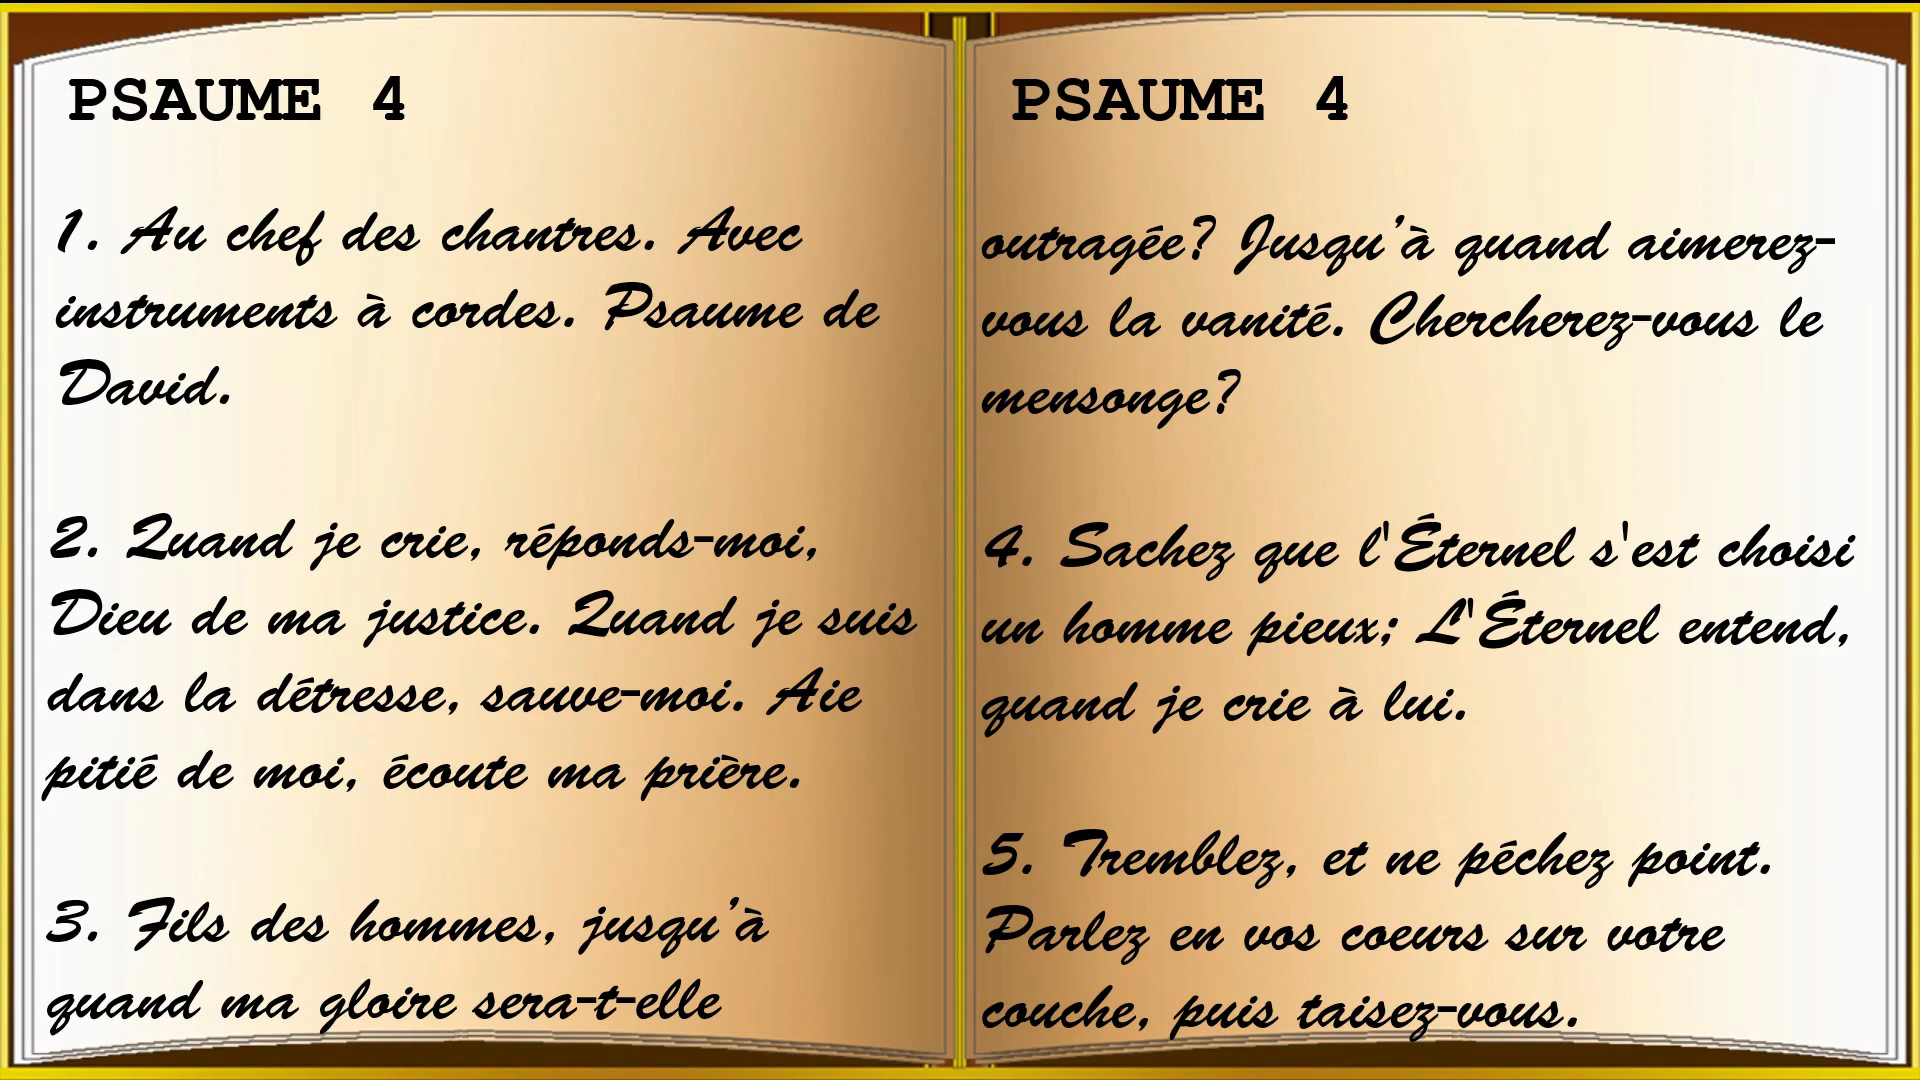 PSAUME 4
1. Au chef des chantres. Avec
instruments à cordes. Psaume de
David.
2. Quand je crie, réponds-moi,
Dieu de ma justice. Quand je suis
dans la détresse, sauve-moi. Aie
pitié de moi, écoute ma prière.
3. Fils des hommes, jusqu’à
quand ma gloire sera-t-elle
PSAUME 4
outragée? Jusqu’à quand aimerez-
vous la vanité. Chercherez-vous le
mensonge?
4. Sachez que l'Éternel s'est choisi
un homme pieux; L'Éternel entend,
quand je crie à lui.
5. Tremblez, et ne péchez point.
Parlez en vos coeurs sur votre
couche, puis taisez-vous.